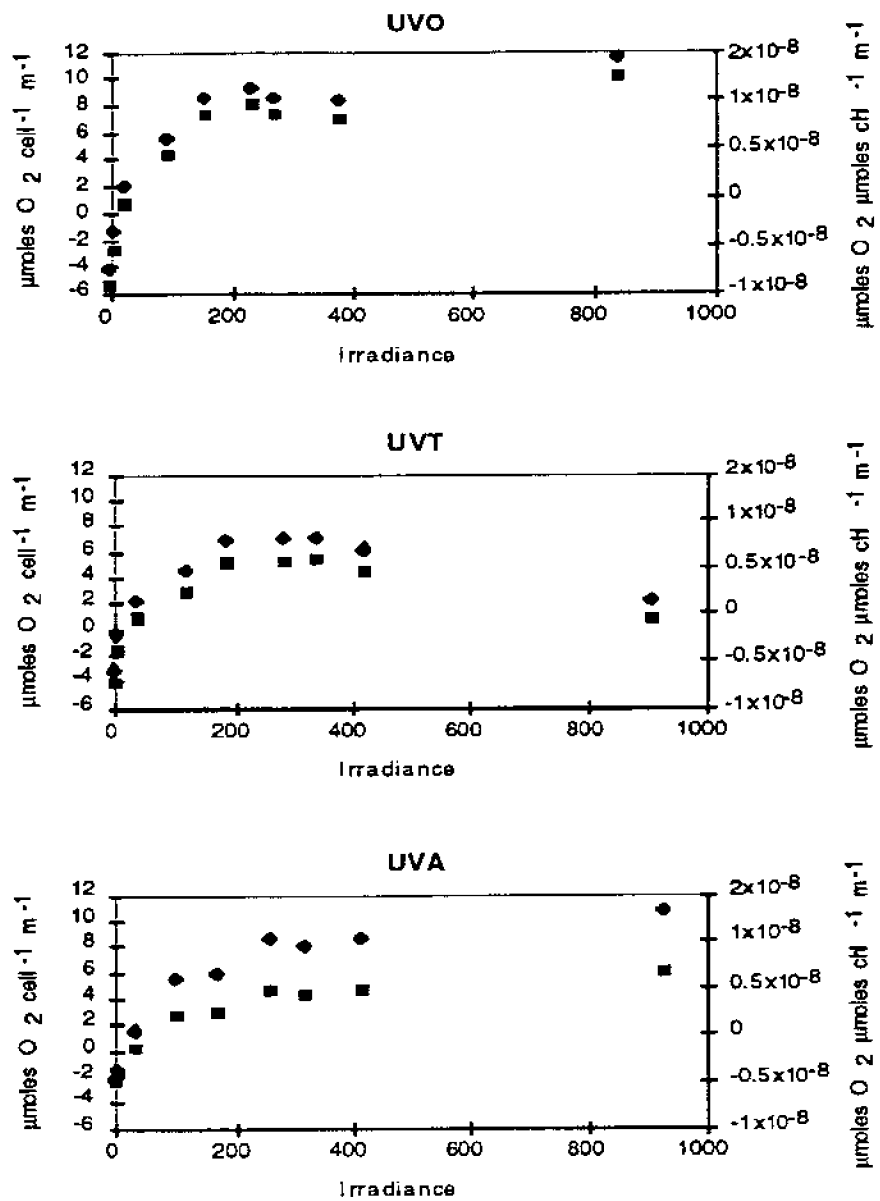 UVO
12
10
8
6
4
2
0
-2
-4
-6
µmoles O 2 cell-1 m-1
2x10-8
1x10-8
0.5x10-8
0
-0.5x10-8
-1x10-8
µmoles O 2 µmoles chl -1 m-1
0 200 400 600 800 1000
Irradiance
UVT
12
10
8
6
4
2
0
-2
-4
-6
µmoles O 2 cell-1 m-1
2x10-8
1x10-8
0.5x10-8
0
-0.5x10-8
-1x10-8
µmoles O 2 µmoles chl -1 m-1
0 200 400 600 800 1000
Irradiance
UVA
12
10
8
6
4
2
0
-2
-4
-6
µmoles O 2 cell-1 m-1
2x10-8
1x10-8
0.5x10-8
0
-0.5x10-8
-1x10-8
µmoles O 2 µmoles chl -1 m-1
0 200 400 600 800 1000
Irradiance